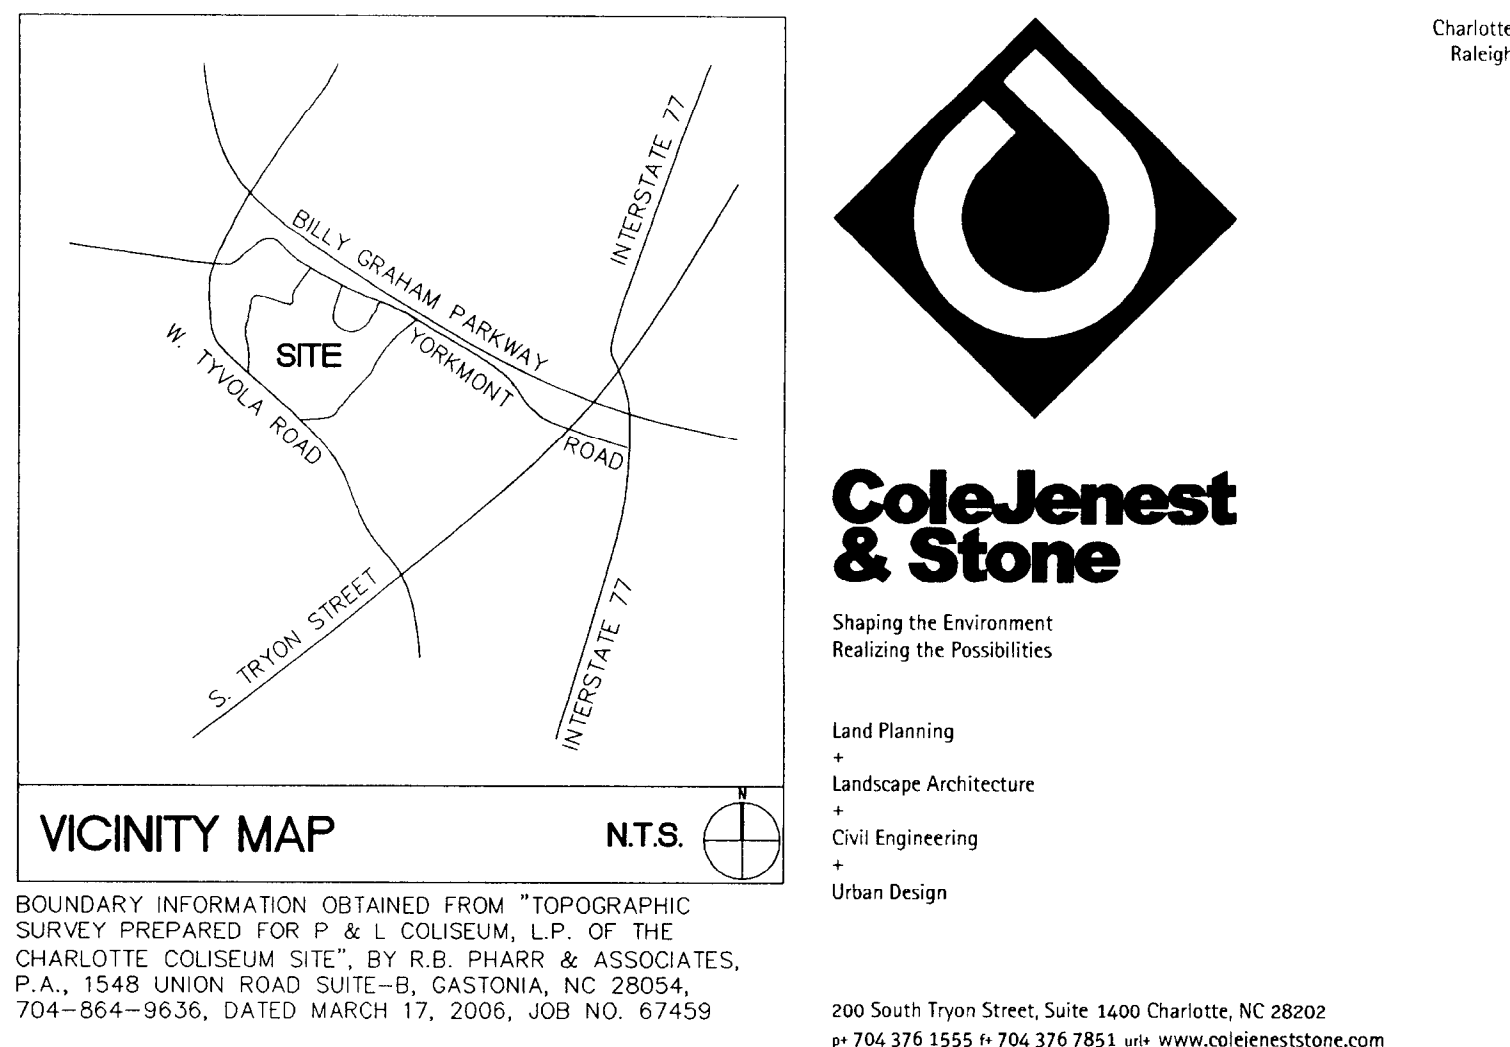 BILLY GRAHAM PARKWAY
INTERSTATE 77
W. TYVOLA ROAD
SITE
YORKMONT ROAD
S. TRYON STREET
INTERSTATE 77
VICINITY MAP
N.T.S.
N
BOUNDARY INFORMATION OBTAINED FROM "TOPOGRAPHIC
SURVEY PREPARED FOR P & L COLISEUM, L.P. OF THE
CHARLOTTE COLISEUM SITE", BY R.B. PHARR & ASSOCIATES,
P.A., 1548 UNION ROAD SUITE-B, GASTONIA, NC 28054,
704-864-9636, DATED MARCH 17, 2006, JOB NO. 67459
Charlotte
Raleigh
ColeJenest
& Stone
Shaping the Environment
Realizing the Possibilities
Land Planning
+
Landscape Architecture
+
Civil Engineering
+
Urban Design
200 South Tryon Street, Suite 1400 Charlotte, NC 28202
p+ 704 376 1555 f+ 704 376 7851 url+ www.colejeneststone.com